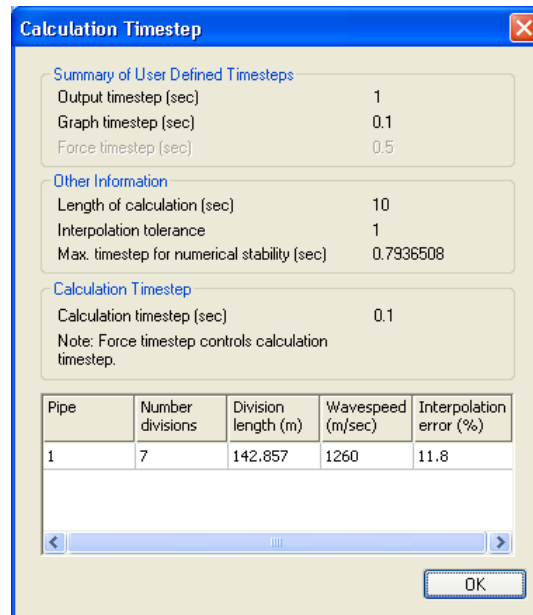 Calculation Timestep
Summary of User Defined Timesteps
Output timestep (sec) 1
Graph timestep (sec) 0.1
Force timestep (sec) 0.5
Other Information
Length of calculation (sec) 10
Interpolation tolerance 1
Max. timestep for numerical stability (sec) 0.7936508
Calculation Timestep
Calculation timestep (sec) 0.1
Note: Force timestep controls calculation
timestep.
Pipe Number divisions Division length (m) Wavespeed (m/sec) Interpolation error (%)
1 7 142.857 1260 11.8
OK